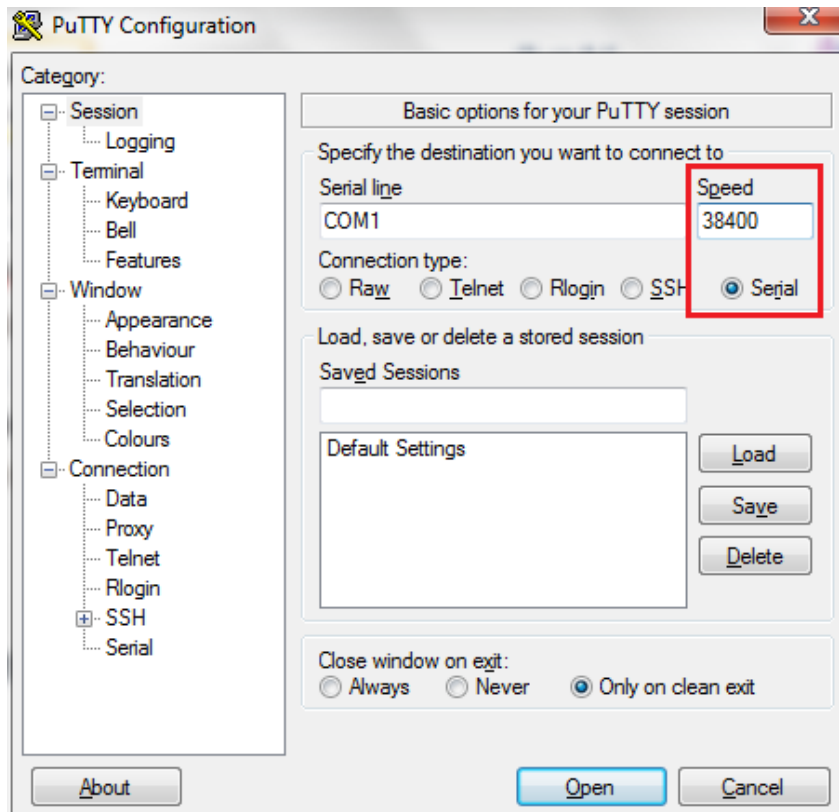 PuTTY Configuration
X
Category:
Session
Logging
Terminal
Keyboard
Bell
Features
Window
Appearance
Behaviour
Translation
Selection
Colours
Connection
Data
Proxy
Telnet
Rlogin
SSH
Serial
Basic options for your PuTTY session
Specify the destination you want to connect to
Serial line Speed
COM1 38400
Connection type:
Raw Telnet Rlogin SSH Serial
Load, save or delete a stored session
Saved Sessions
Default Settings
Load
Save
Delete
Close window on exit:
Always Never Only on clean exit
About Open Cancel